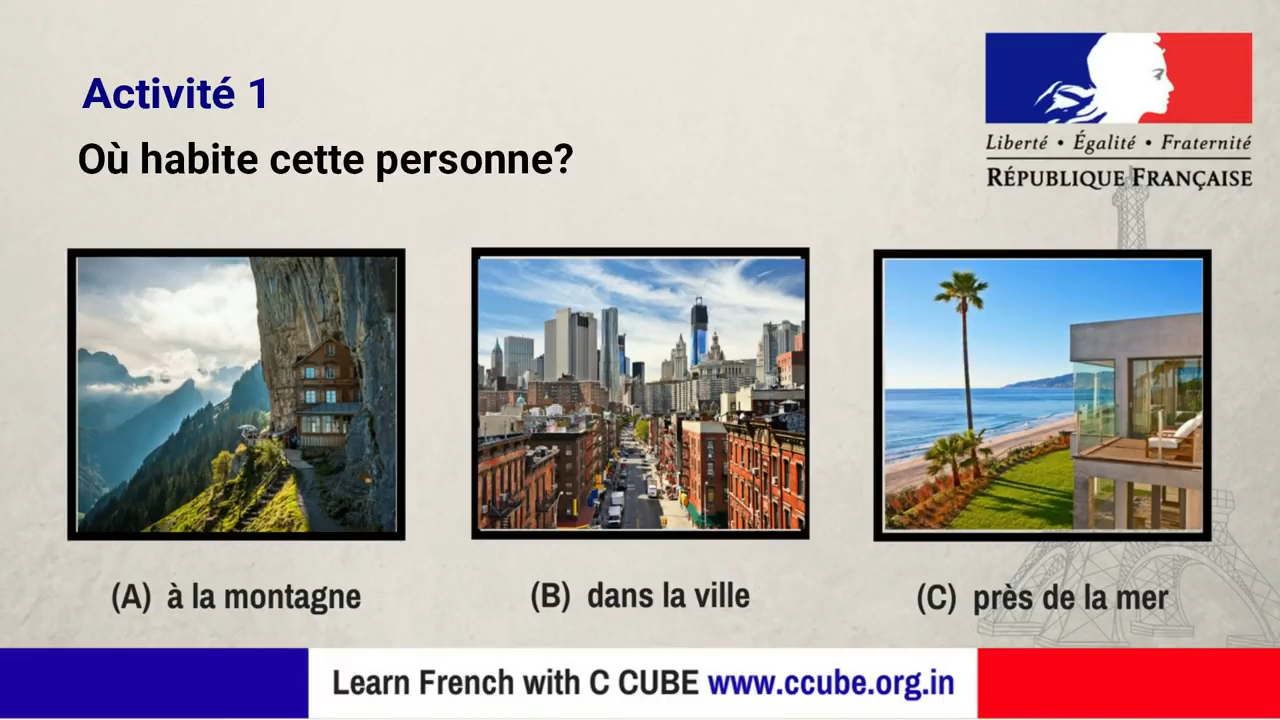 Activité 1
Où habite cette personne?
Liberté • Égalité • Fraternité
RÉPUBLIQUE FRANÇAISE
(A) à la montagne
(B) dans la ville
(C) près de la mer
Learn French with C CUBE www.ccube.org.in